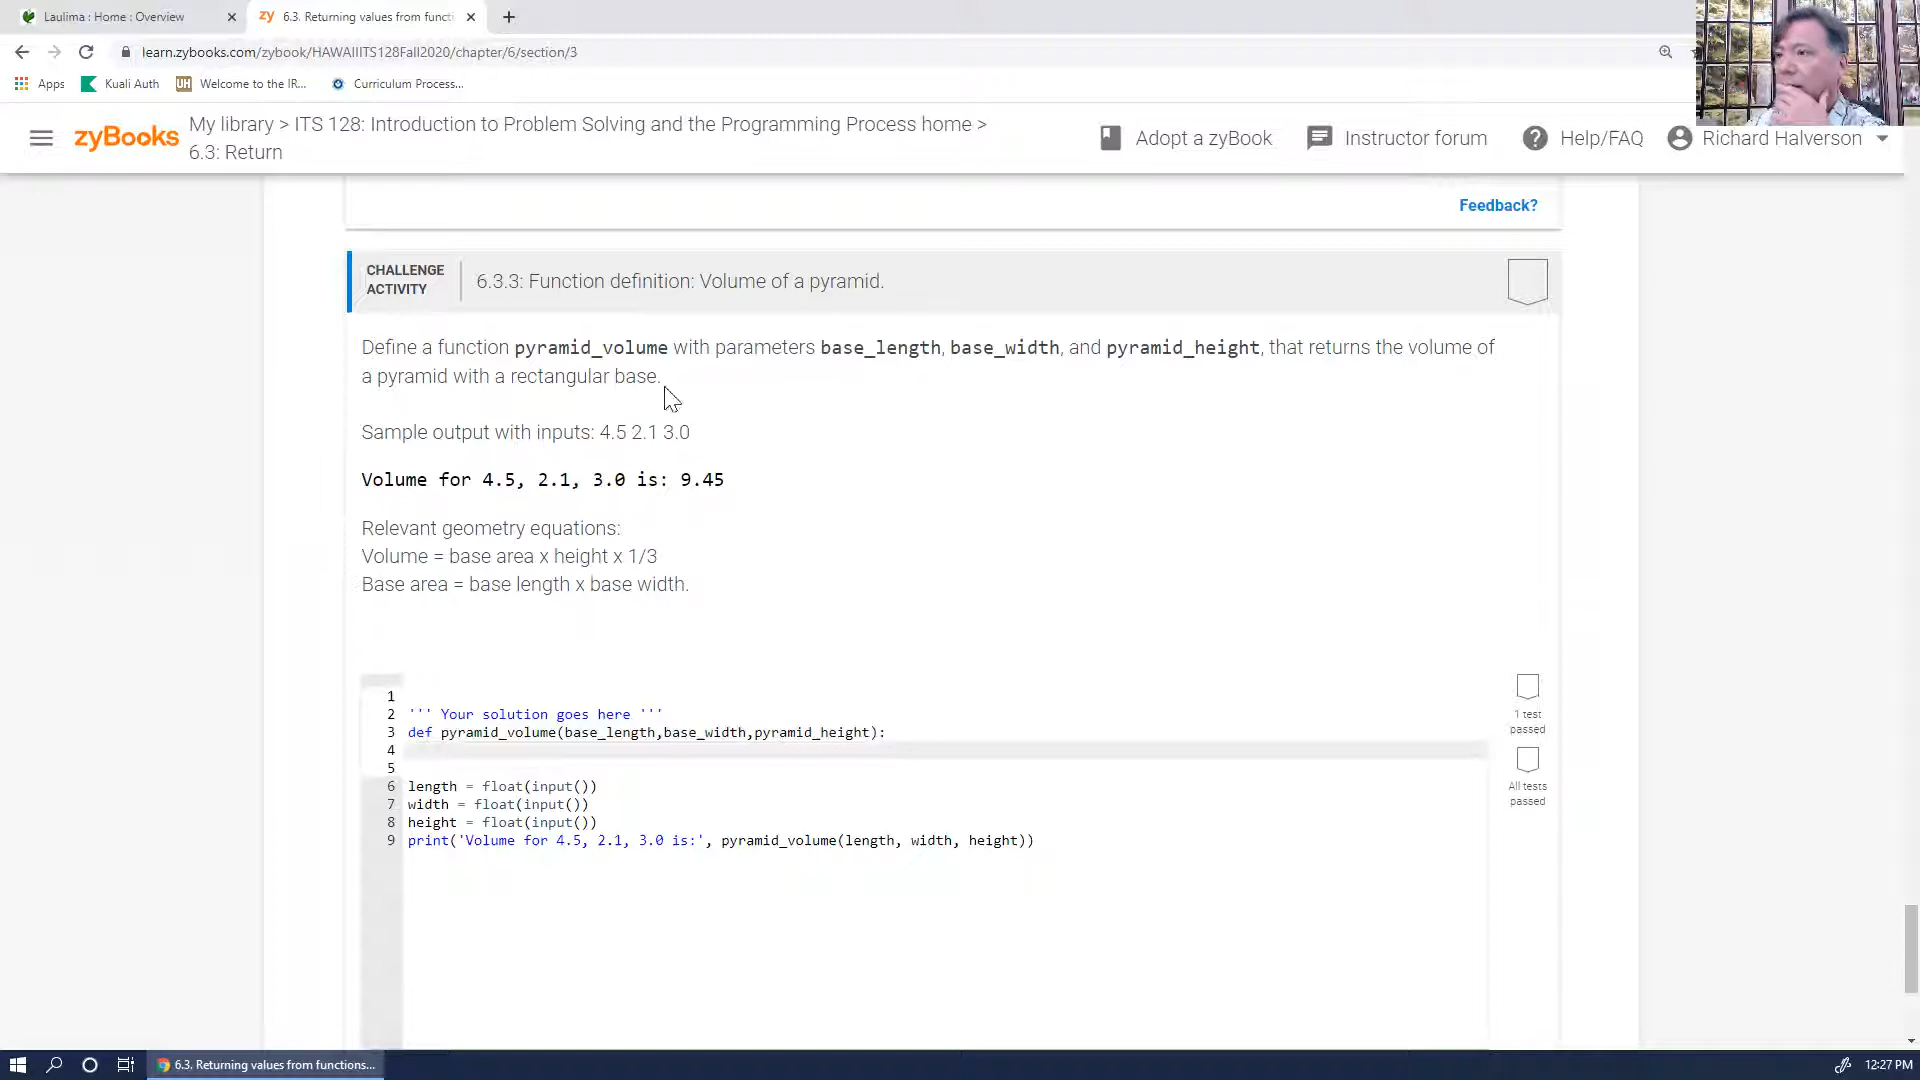 Laulima : Home : Overview
zy 6.3. Returning values from functi
learn.zybooks.com/zybook/HAWAIIITS128Fall2020/chapter/6/section/3
Apps Kuali Auth UH Welcome to the IR... Curriculum Process...
zyBooks My library > ITS 128: Introduction to Problem Solving and the Programming Process home >
6.3: Return
Adopt a zyBook Instructor forum Help/FAQ Richard Halverson
Feedback?
CHALLENGE
ACTIVITY
6.3.3: Function definition: Volume of a pyramid.
Define a function pyramid_volume with parameters base_length, base_width, and pyramid_height, that returns the volume of
a pyramid with a rectangular base.
Sample output with inputs: 4.5 2.1 3.0
Volume for 4.5, 2.1, 3.0 is: 9.45
Relevant geometry equations:
Volume = base area x height x 1/3
Base area = base length x base width.
1
2 ''' Your solution goes here '''
3 def pyramid_volume(base_length,base_width,pyramid_height):
4
5
6 length = float(input())
7 width = float(input())
8 height = float(input())
9 print('Volume for 4.5, 2.1, 3.0 is:', pyramid_volume(length, width, height))
1 test
passed
All tests
passed
6.3. Returning values from functions...
12:27 PM